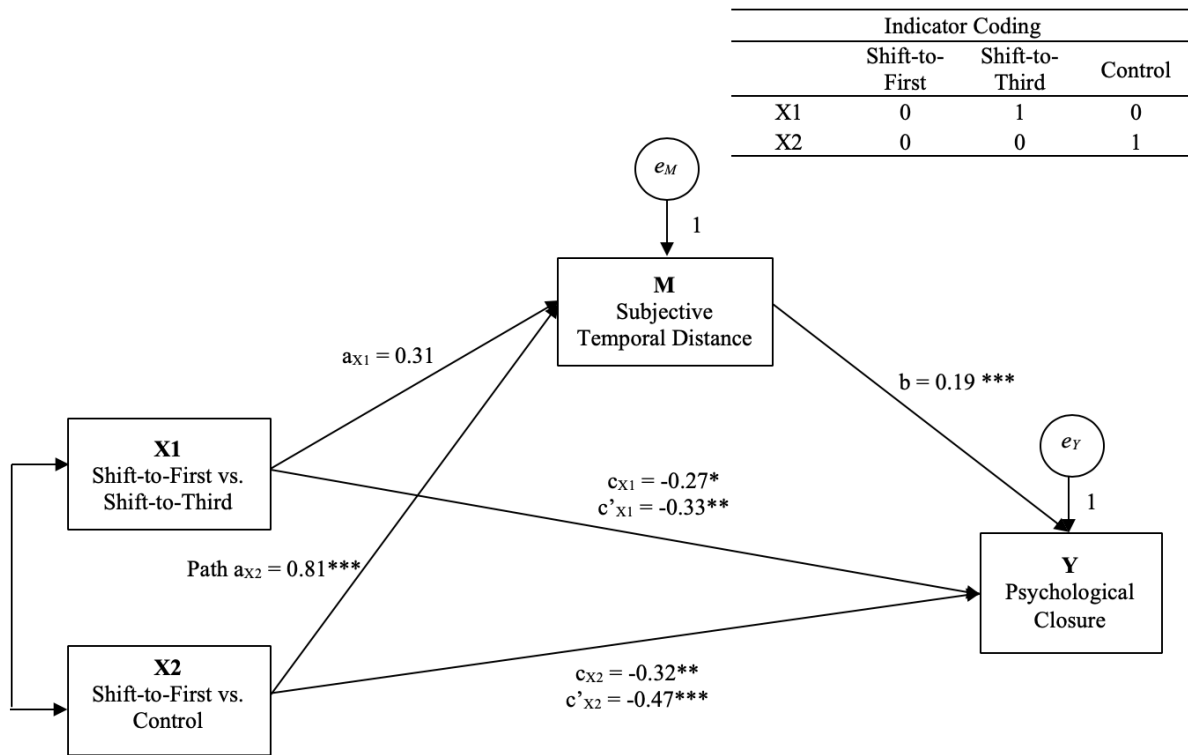 Indicator Coding
Shift-to-First Shift-to-Third Control
X1 0 1 0
X2 0 0 1
eM
1
M
Subjective
Temporal Distance
aX1 = 0.31
b = 0.19 ***
X1
Shift-to-First vs.
Shift-to-Third
eY
1
cX1 = -0.27*
c’X1 = -0.33**
Path aX2 = 0.81***
Y
Psychological
Closure
X2
Shift-to-First vs.
Control
cX2 = -0.32**
c’X2 = -0.47***